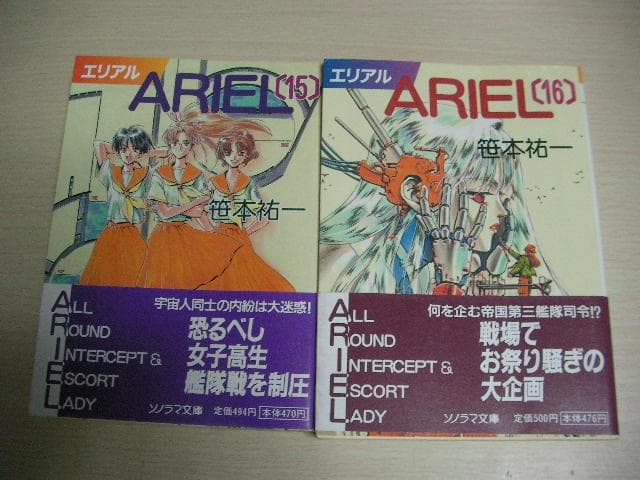 エリアル
ARIEL〔15〕
笹本祐一
ALL
ROUND
INTERCEPT &
ESCORT
LADY
宇宙人同士の内紛は大迷惑!
恐るべし
女子高生
艦隊戦を制圧
ソノラマ文庫 定価494円 本体470円
エリアル
ARIEL〔16〕
笹本祐一
ALL
ROUND
INTERCEPT &
ESCORT
LADY
何を企む帝国第三艦隊司令!?
戦場で
お祭り騒ぎの
大企画
ソノラマ文庫 定価500円 本体476円